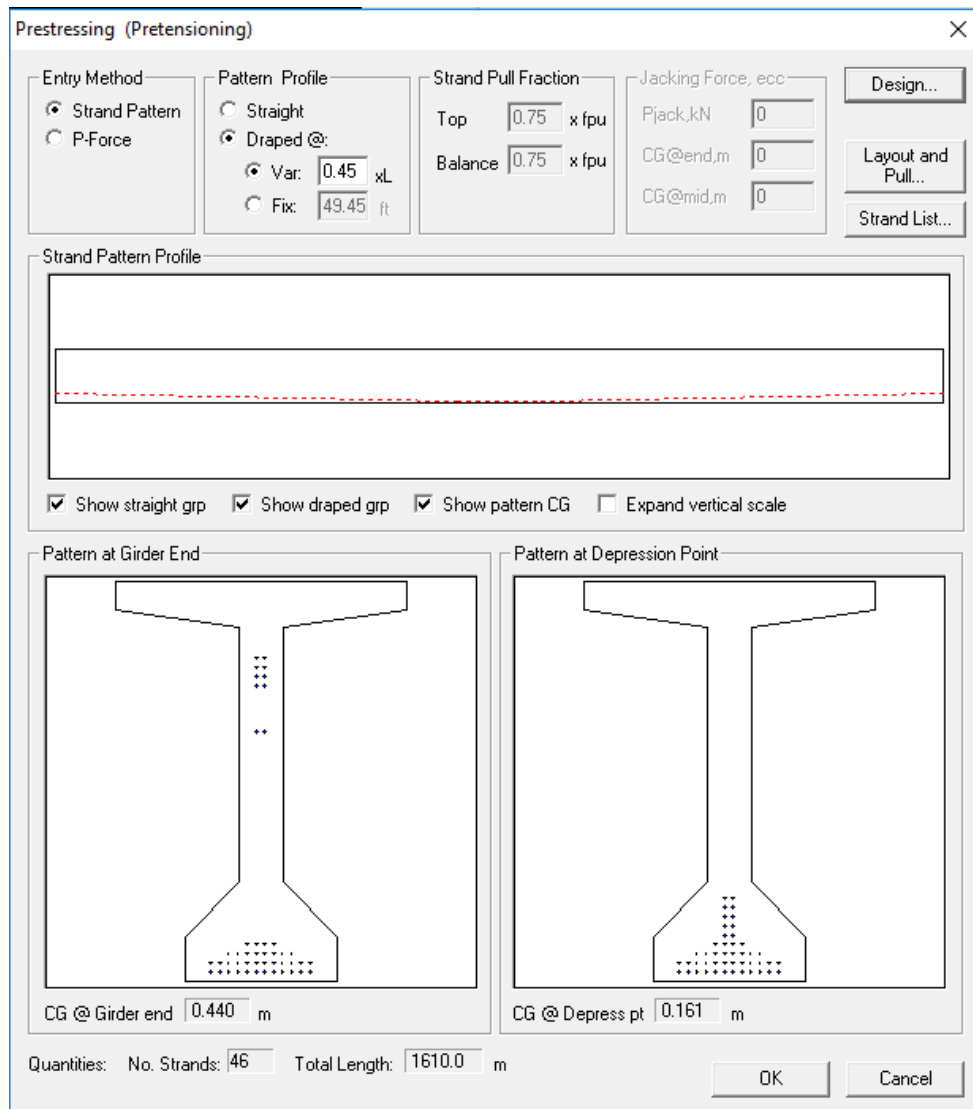 Prestressing (Pretensioning)
Entry Method
Strand Pattern
P-Force
Pattern Profile
Straight
Draped @:
Var: 0.45 xL
Fix: 49.45 ft
Strand Pull Fraction
Top 0.75 x fpu
Balance 0.75 x fpu
Jacking Force, ecc
Pjack,kN 0
CG@end,m 0
CG@mid,m 0
Design...
Layout and
Pull...
Strand List...
Strand Pattern Profile
Show straight grp Show draped grp Show pattern CG Expand vertical scale
Pattern at Girder End
CG @ Girder end 0.440 m
Pattern at Depression Point
CG @ Depress pt 0.161 m
Quantities: No. Strands: 46 Total Length: 1610.0 m
OK Cancel